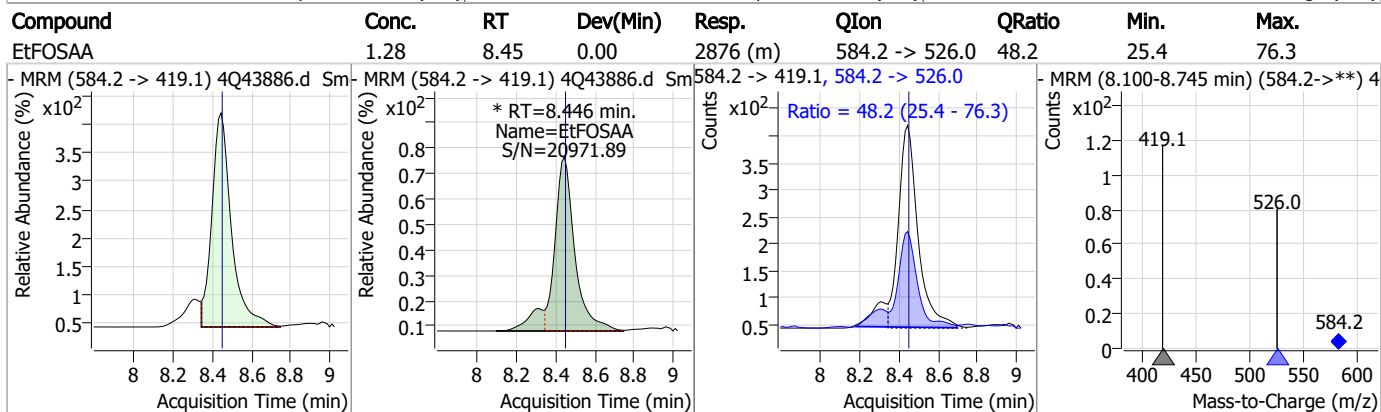 Compound Conc. RT Dev(Min) Resp. QIon QRatio Min. Max.
EtFOSAA 1.28 8.45 0.00 2876 (m) 584.2 -> 526.0 48.2 25.4 76.3
- MRM (584.2 -> 419.1) 4Q43886.d Sm
Relative Abundance (%)
x10²
3.5
3
2.5
2
1.5
1
0.5
8 8.2 8.4 8.6 8.8 9
Acquisition Time (min)
- MRM (584.2 -> 419.1) 4Q43886.d Sm
Relative Abundance (%)
x10²
* RT=8.446 min.
Name=EtFOSAA
S/N=20971.89
0.8
0.7
0.6
0.5
0.4
0.3
0.2
0.1
8 8.2 8.4 8.6 8.8 9
Acquisition Time (min)
584.2 -> 419.1, 584.2 -> 526.0
Counts
x10²
Ratio = 48.2 (25.4 - 76.3)
3.5
3
2.5
2
1.5
1
0.5
8 8.2 8.4 8.6 8.8 9
Acquisition Time (min)
- MRM (8.100-8.745 min) (584.2->**) 4
Counts
x10²
1.2
1
0.8
0.6
0.4
0.2
0
419.1
526.0
584.2
400 450 500 550 600
Mass-to-Charge (m/z)